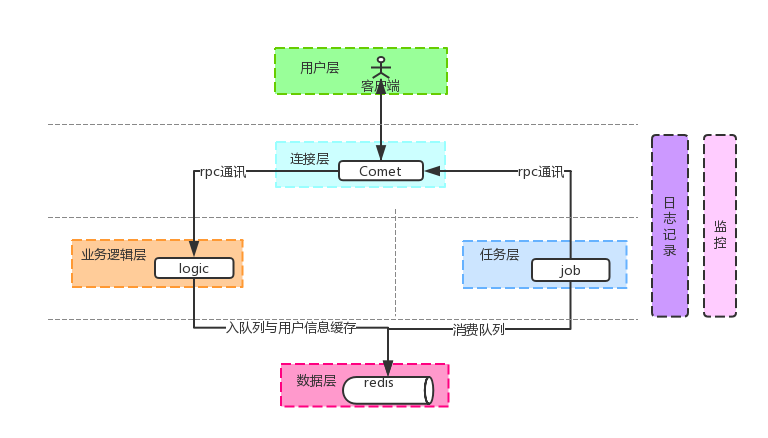 用户层
客户端
连接层
Comet
rpc通讯
rpc通讯
日志记录
监控
业务逻辑层
logic
任务层
job
入队列与用户信息缓存
消费队列
数据层
redis